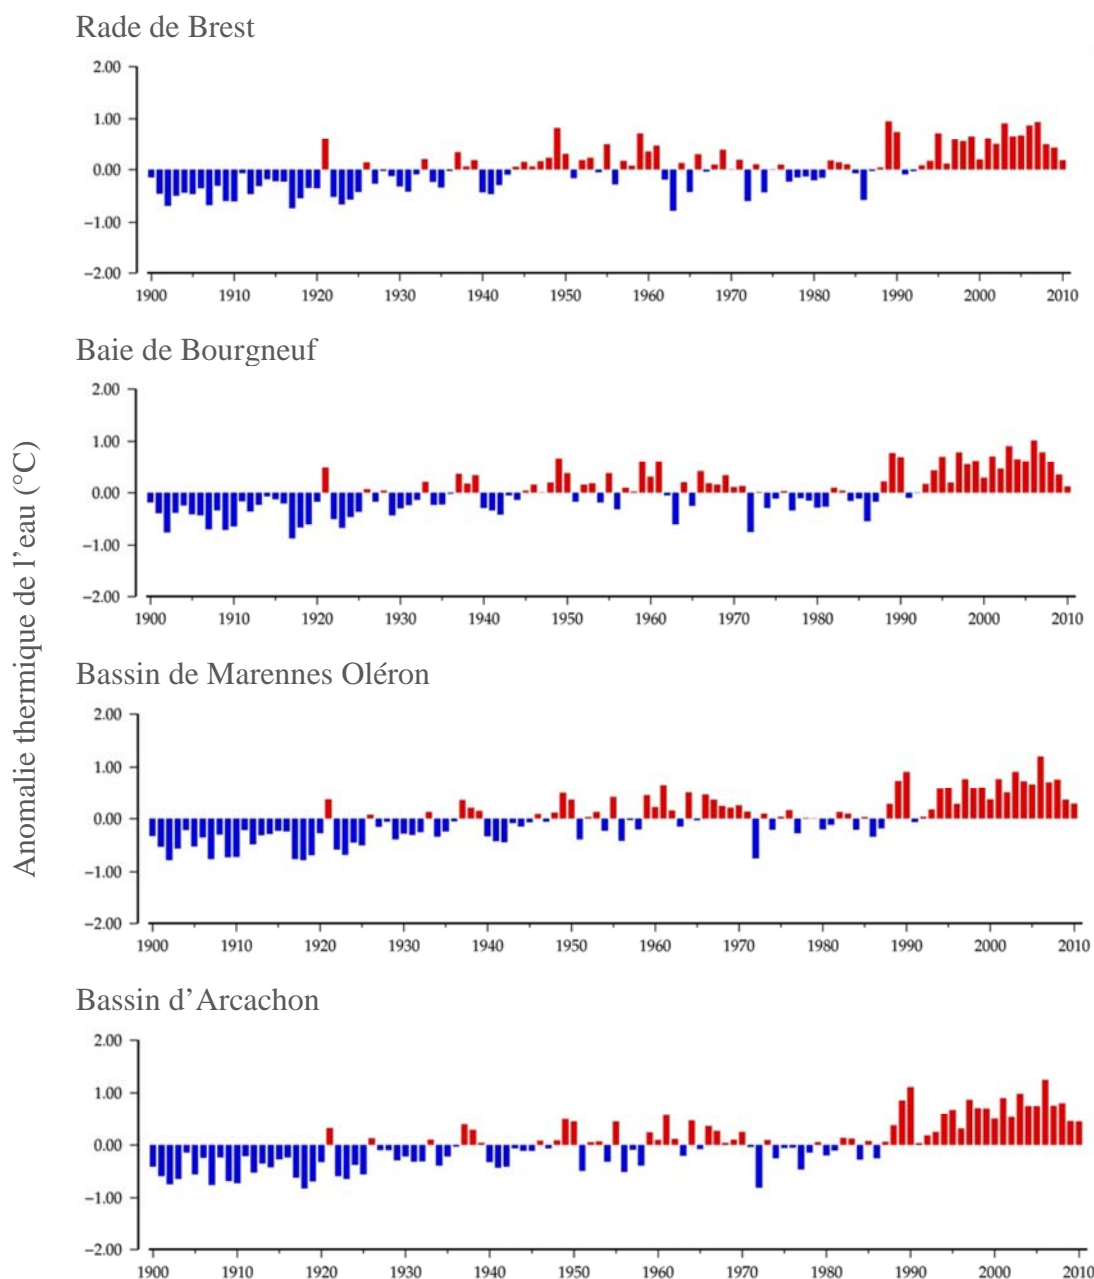 Rade de Brest
2.00
1.00
0.00
−1.00
−2.00
1900 1910 1920 1930 1940 1950 1960 1970 1980 1990 2000 2010
Baie de Bourgneuf
2.00
1.00
0.00
−1.00
−2.00
1900 1910 1920 1930 1940 1950 1960 1970 1980 1990 2000 2010
Anomalie thermique de l’eau (°C)
Bassin de Marennes Oléron
2.00
1.00
0.00
−1.00
−2.00
1900 1910 1920 1930 1940 1950 1960 1970 1980 1990 2000 2010
Bassin d’Arcachon
2.00
1.00
0.00
−1.00
−2.00
1900 1910 1920 1930 1940 1950 1960 1970 1980 1990 2000 2010